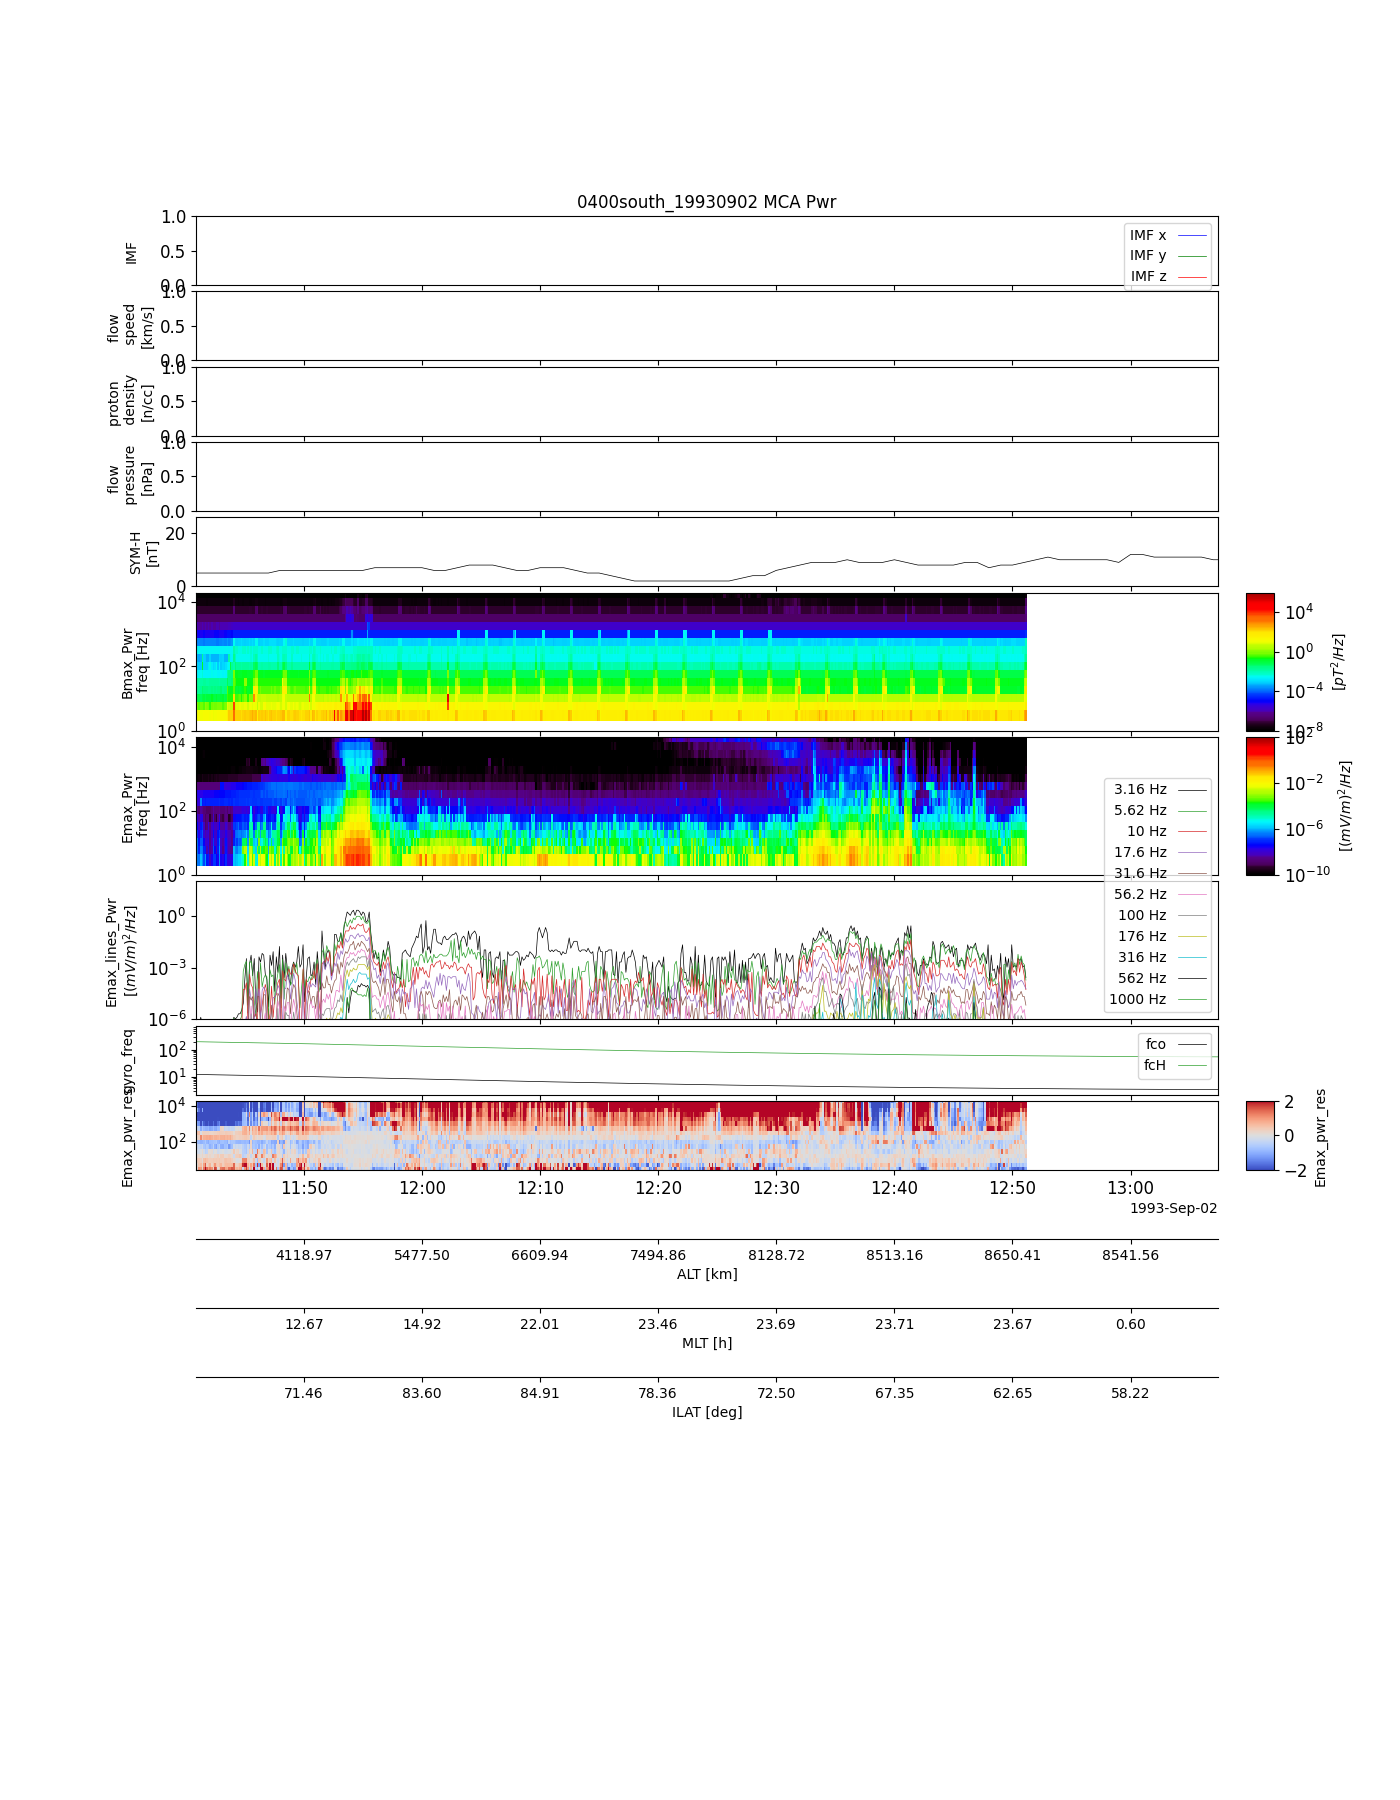 0400south_19930902 MCA Pwr
IMF
1.0
0.5
0.0
IMF x
IMF y
IMF z
flow
speed
[km/s]
1.0
0.5
0.0
proton
density
[n/cc]
1.0
0.5
0.0
flow
pressure
[nPa]
1.0
0.5
0.0
SYM-H
[nT]
20
0
Bmax_Pwr
freq [Hz]
10^4
10^2
10^0
10^4
10^0
10^−4
10^−8
[pT^2/Hz]
Emax_Pwr
freq [Hz]
10^4
10^2
10^0
10^2
10^−2
10^−6
10^−10
[(mV/m)^2/Hz]
Emax_lines_Pwr
[(mV/m)^2/Hz]
10^0
10^−3
10^−6
3.16 Hz
5.62 Hz
10 Hz
17.6 Hz
31.6 Hz
56.2 Hz
100 Hz
176 Hz
316 Hz
562 Hz
1000 Hz
gyro_freq
10^2
10^1
fco
fcH
Emax_pwr_res
10^4
10^2
2
0
−2
Emax_pwr_res
11:50 12:00 12:10 12:20 12:30 12:40 12:50 13:00
1993-Sep-02
4118.97 5477.50 6609.94 7494.86 8128.72 8513.16 8650.41 8541.56
ALT [km]
12.67 14.92 22.01 23.46 23.69 23.71 23.67 0.60
MLT [h]
71.46 83.60 84.91 78.36 72.50 67.35 62.65 58.22
ILAT [deg]